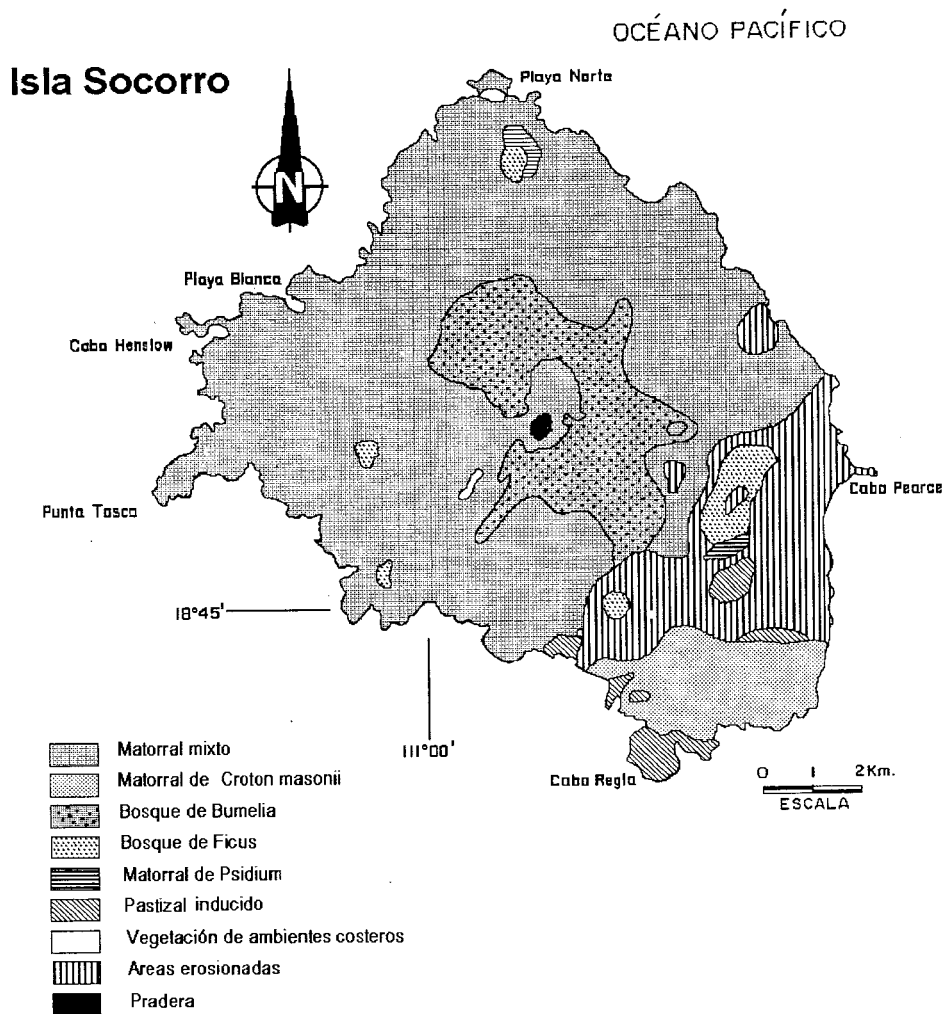 OCÉANO PACÍFICO
Isla Socorro
Playa Norte
N
Playa Blanca
Cabo Henslow
Cabo Pearce
Punta Tosca
18°45'
111°00'
Cabo Regla
0 1 2 Km.
ESCALA
Matorral mixto
Matorral de Croton masonii
Bosque de Bumelia
Bosque de Ficus
Matorral de Psidium
Pastizal inducido
Vegetación de ambientes costeros
Areas erosionadas
Pradera